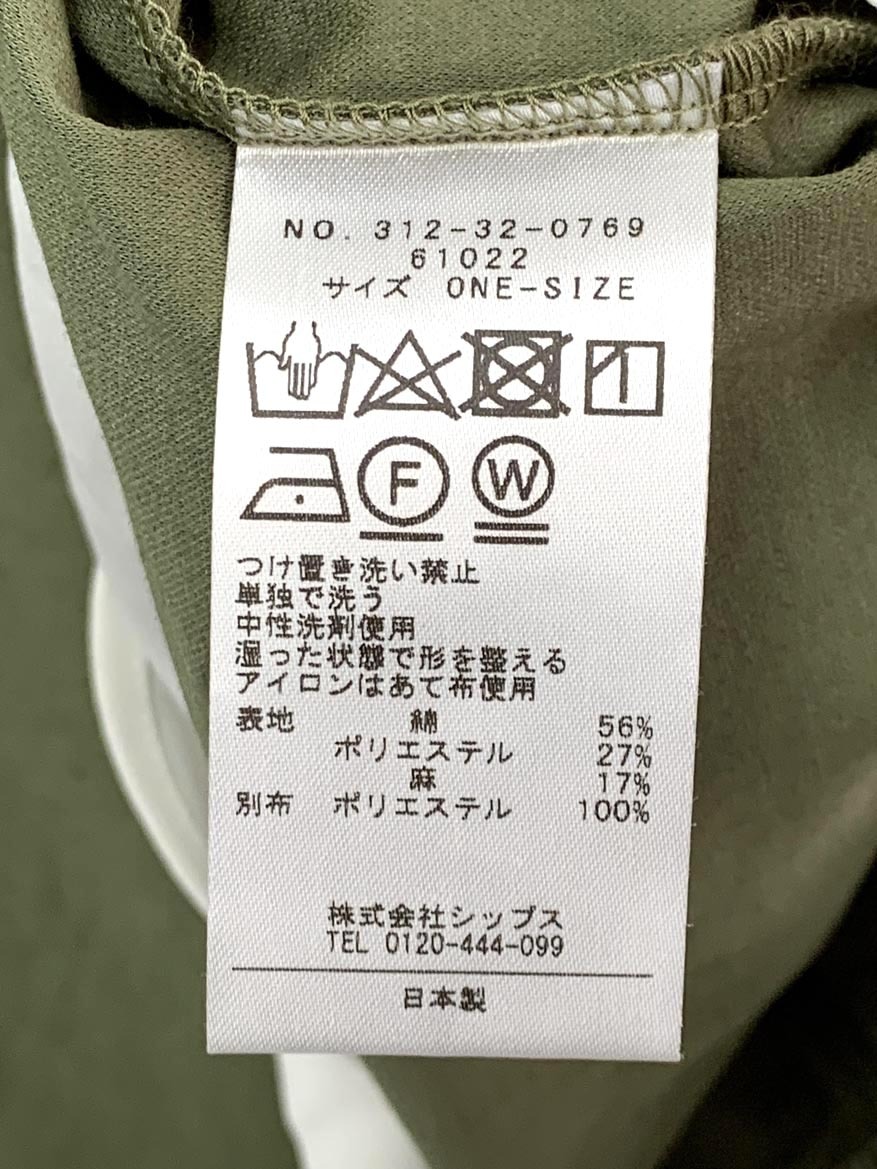 NO. 312-32-0769
61022
サイズ ONE-SIZE
F W
つけ置き洗い禁止
単独で洗う
中性洗剤使用
湿った状態で形を整える
アイロンはあて布使用
表地 綿 56%
ポリエステル 27%
麻 17%
別布 ポリエステル 100%
株式会社シップス
TEL 0120-444-099
日本製